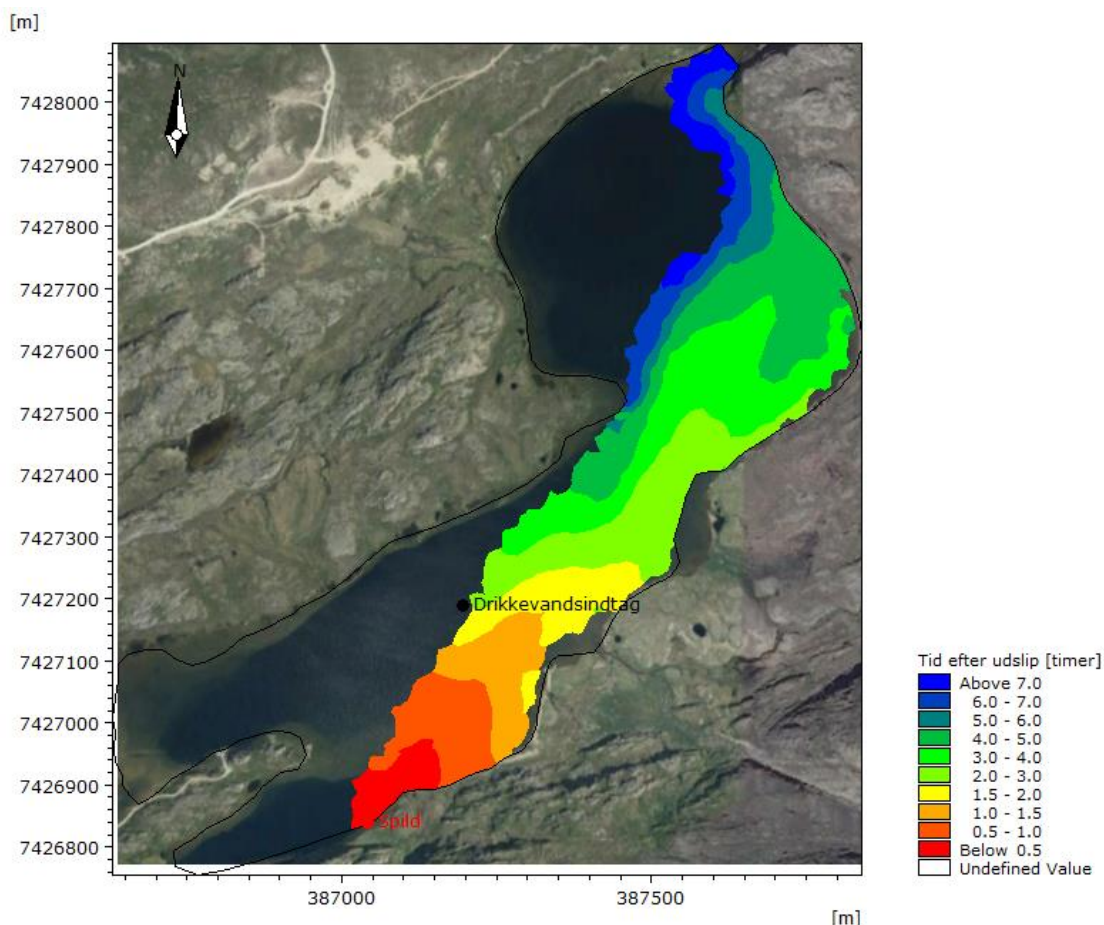 [m]
N
7428000
7427900
7427800
7427700
7427600
7427500
7427400
7427300
7427200
7427100
7427000
7426900
7426800
Drikkevandsindtag
Spild
387000
387500
[m]
Tid efter udslip [timer]
Above 7.0
6.0 - 7.0
5.0 - 6.0
4.0 - 5.0
3.0 - 4.0
2.0 - 3.0
1.5 - 2.0
1.0 - 1.5
0.5 - 1.0
Below 0.5
Undefined Value